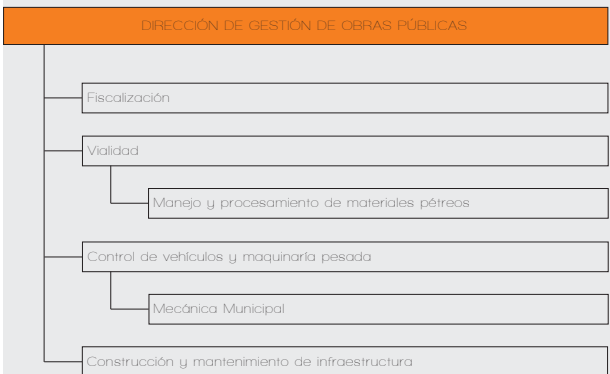 DIRECCIÓN DE GESTIÓN DE OBRAS PÚBLICAS
Fiscalización
Vialidad
Manejo y procesamiento de materiales pétreos
Control de vehículos y maquinaría pesada
Mecánica Municipal
Construcción y mantenimiento de infraestructura